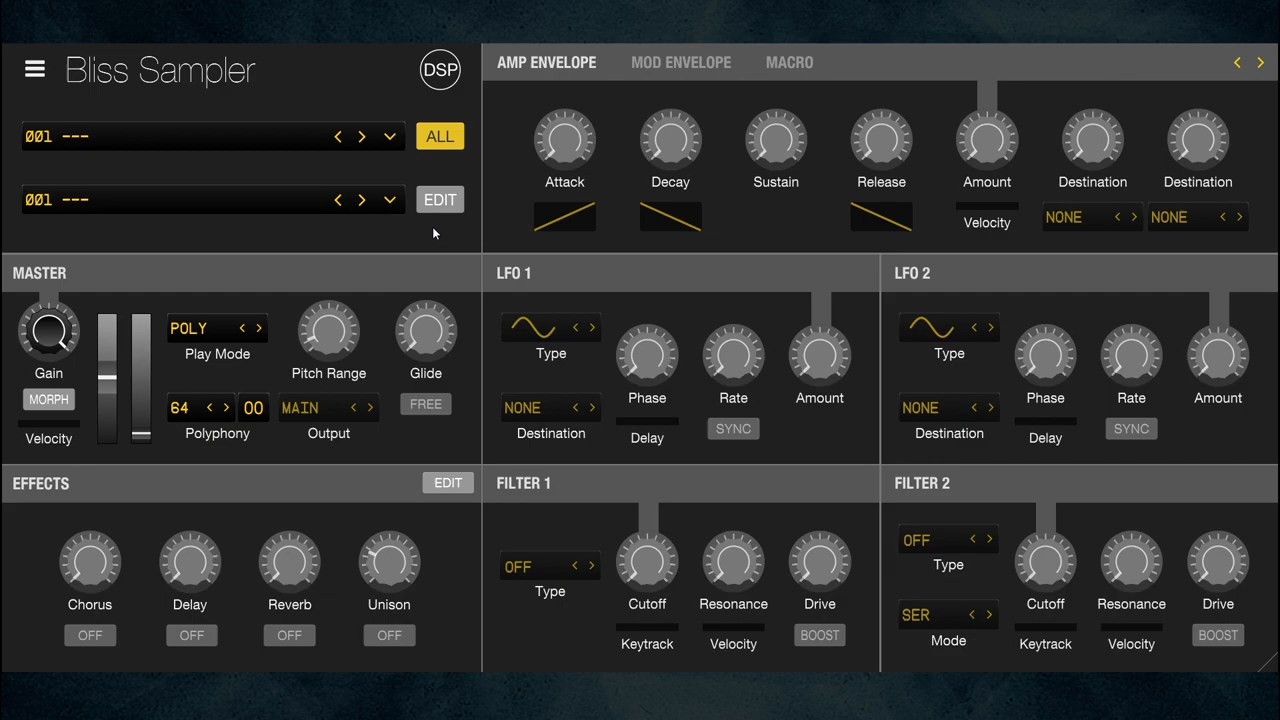 Bliss Sampler
DSP
001 ---
ALL
001 ---
EDIT
AMP ENVELOPE
MOD ENVELOPE
MACRO
Attack
Decay
Sustain
Release
Amount
Destination
Destination
Velocity
NONE
NONE
MASTER
Gain
MORPH
Velocity
POLY
Play Mode
Pitch Range
Glide
64
00
MAIN
FREE
Polyphony
Output
LFO 1
Type
Phase
Rate
Amount
NONE
Destination
Delay
SYNC
LFO 2
Type
Phase
Rate
Amount
NONE
Destination
Delay
SYNC
EFFECTS
EDIT
Chorus
Delay
Reverb
Unison
OFF
OFF
OFF
OFF
FILTER 1
OFF
Type
Cutoff
Resonance
Drive
Keytrack
Velocity
BOOST
FILTER 2
OFF
Type
Cutoff
Resonance
Drive
SER
Mode
Keytrack
Velocity
BOOST